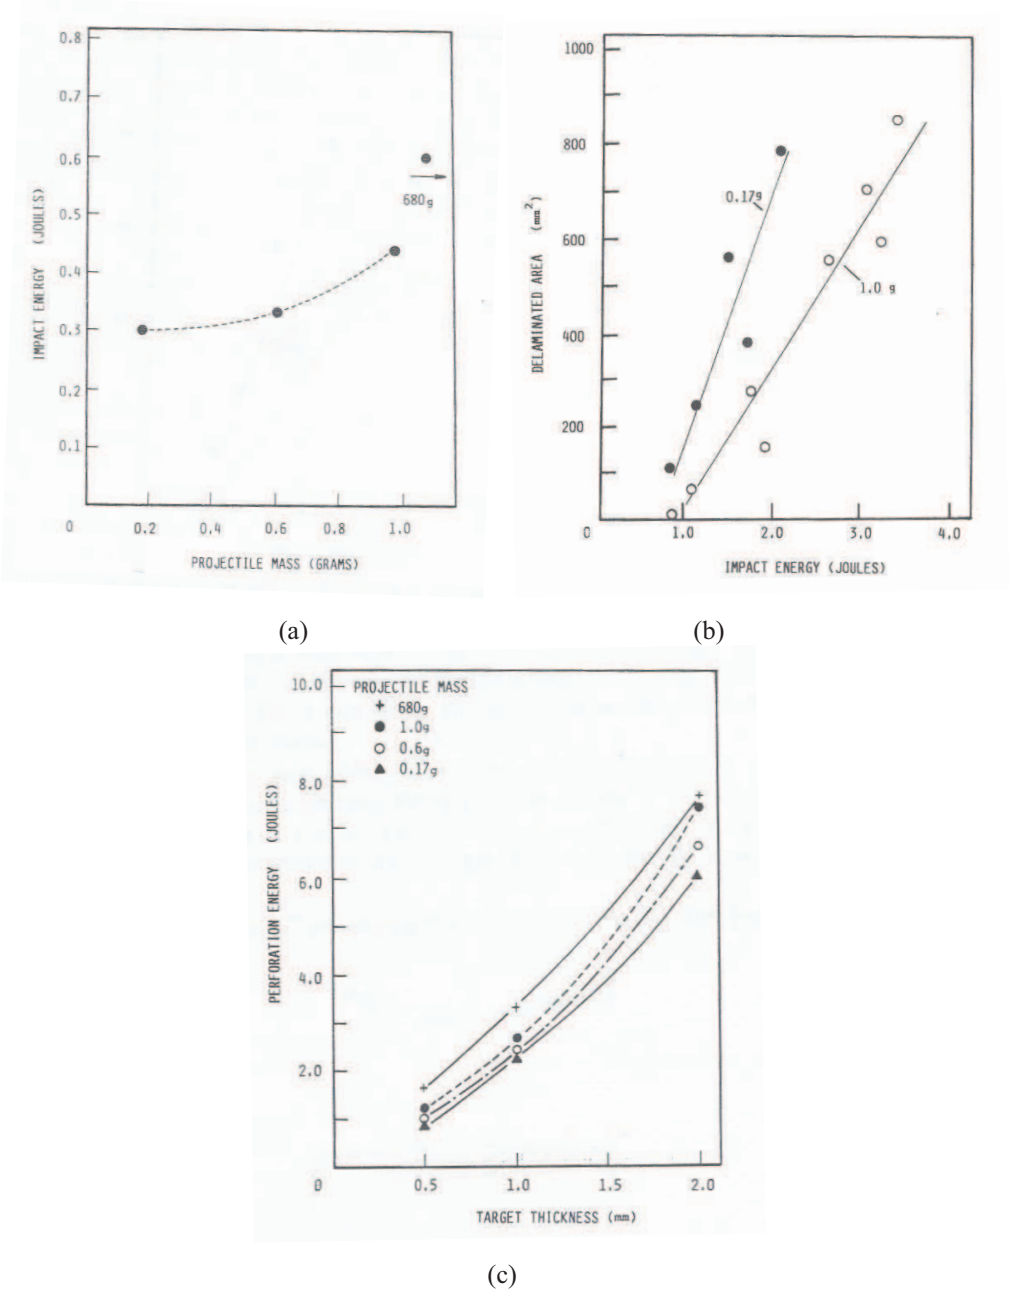 0.8
0.7
0.6
0.5
0.4
0.3
0.2
0.1
0
0.2
0.4
0.6
0.8
1.0
680g
IMPACT ENERGY (JOULES)
PROJECTILE MASS (GRAMS)
(a)
1000
800
600
400
200
0
1.0
2.0
3.0
4.0
0.17g
1.0 g
DELAMINATED AREA (mm²)
IMPACT ENERGY (JOULES)
(b)
PROJECTILE MASS
+ 680g
● 1.0g
○ 0.6g
▲ 0.17g
10.0
8.0
6.0
4.0
2.0
0
0.5
1.0
1.5
2.0
PERFORATION ENERGY (JOULES)
TARGET THICKNESS (mm)
(c)